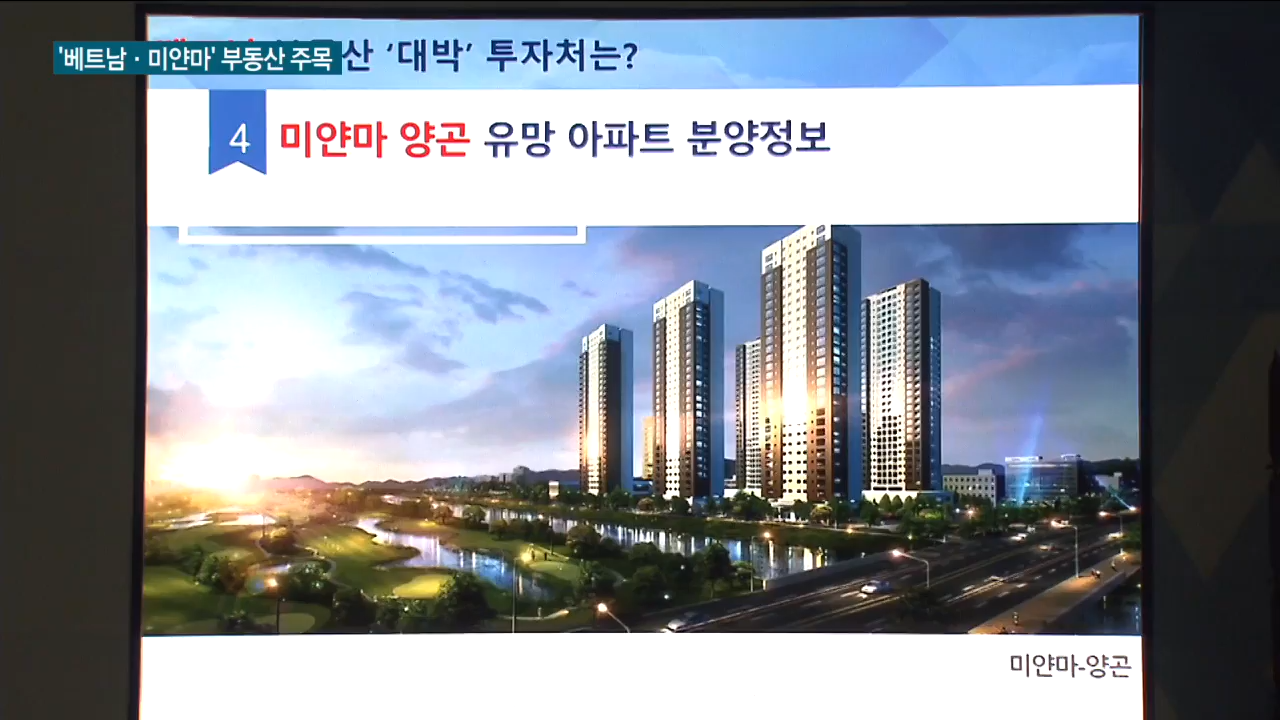 '베트남·미얀마' 부동산 주목
산 ‘대박’ 투자처는?
4
미얀마 양곤 유망 아파트 분양정보
미얀마-양곤